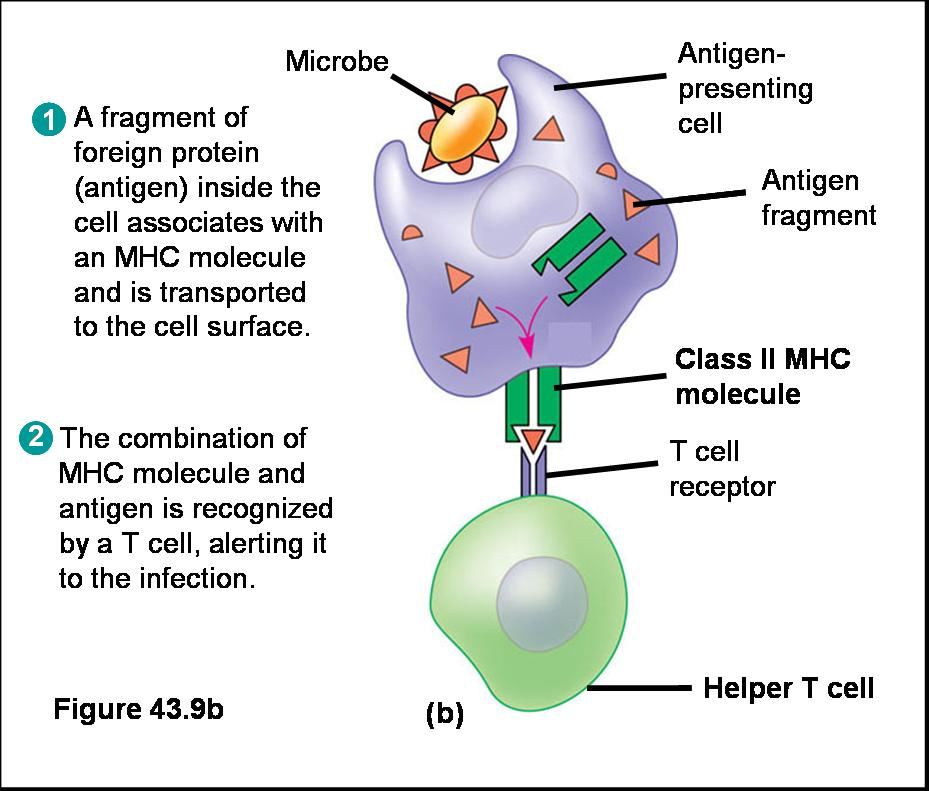 Microbe
Antigen-
presenting
cell
1 A fragment of
foreign protein
(antigen) inside the
cell associates with
an MHC molecule
and is transported
to the cell surface.
Antigen
fragment
Class II MHC
molecule
2 The combination of
MHC molecule and
antigen is recognized
by a T cell, alerting it
to the infection.
T cell
receptor
Helper T cell
Figure 43.9b
(b)